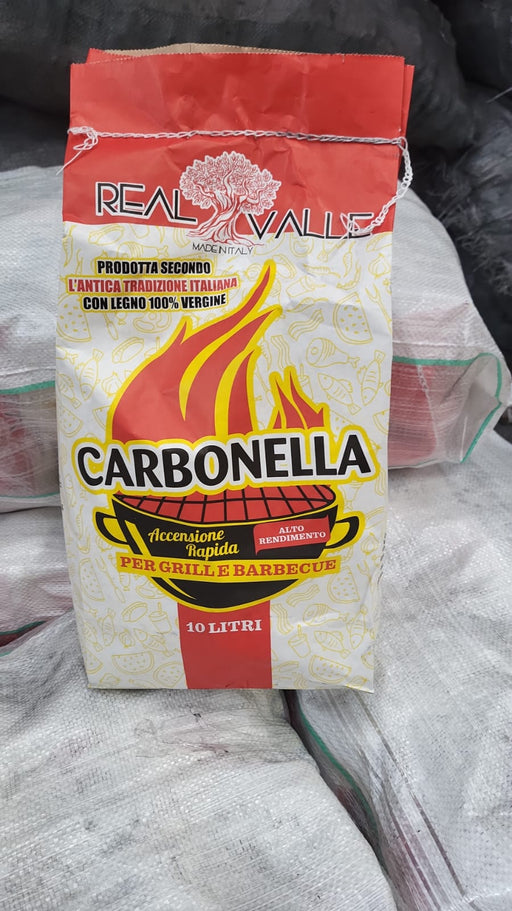 REAL VALLE
MADE IN ITALY
PRODOTTA SECONDO
L'ANTICA TRADIZIONE ITALIANA
CON LEGNO 100% VERGINE
CARBONELLA
Accensione
Rapida
ALTO
RENDIMENTO
PER GRILL E BARBECUE
10 LITRI